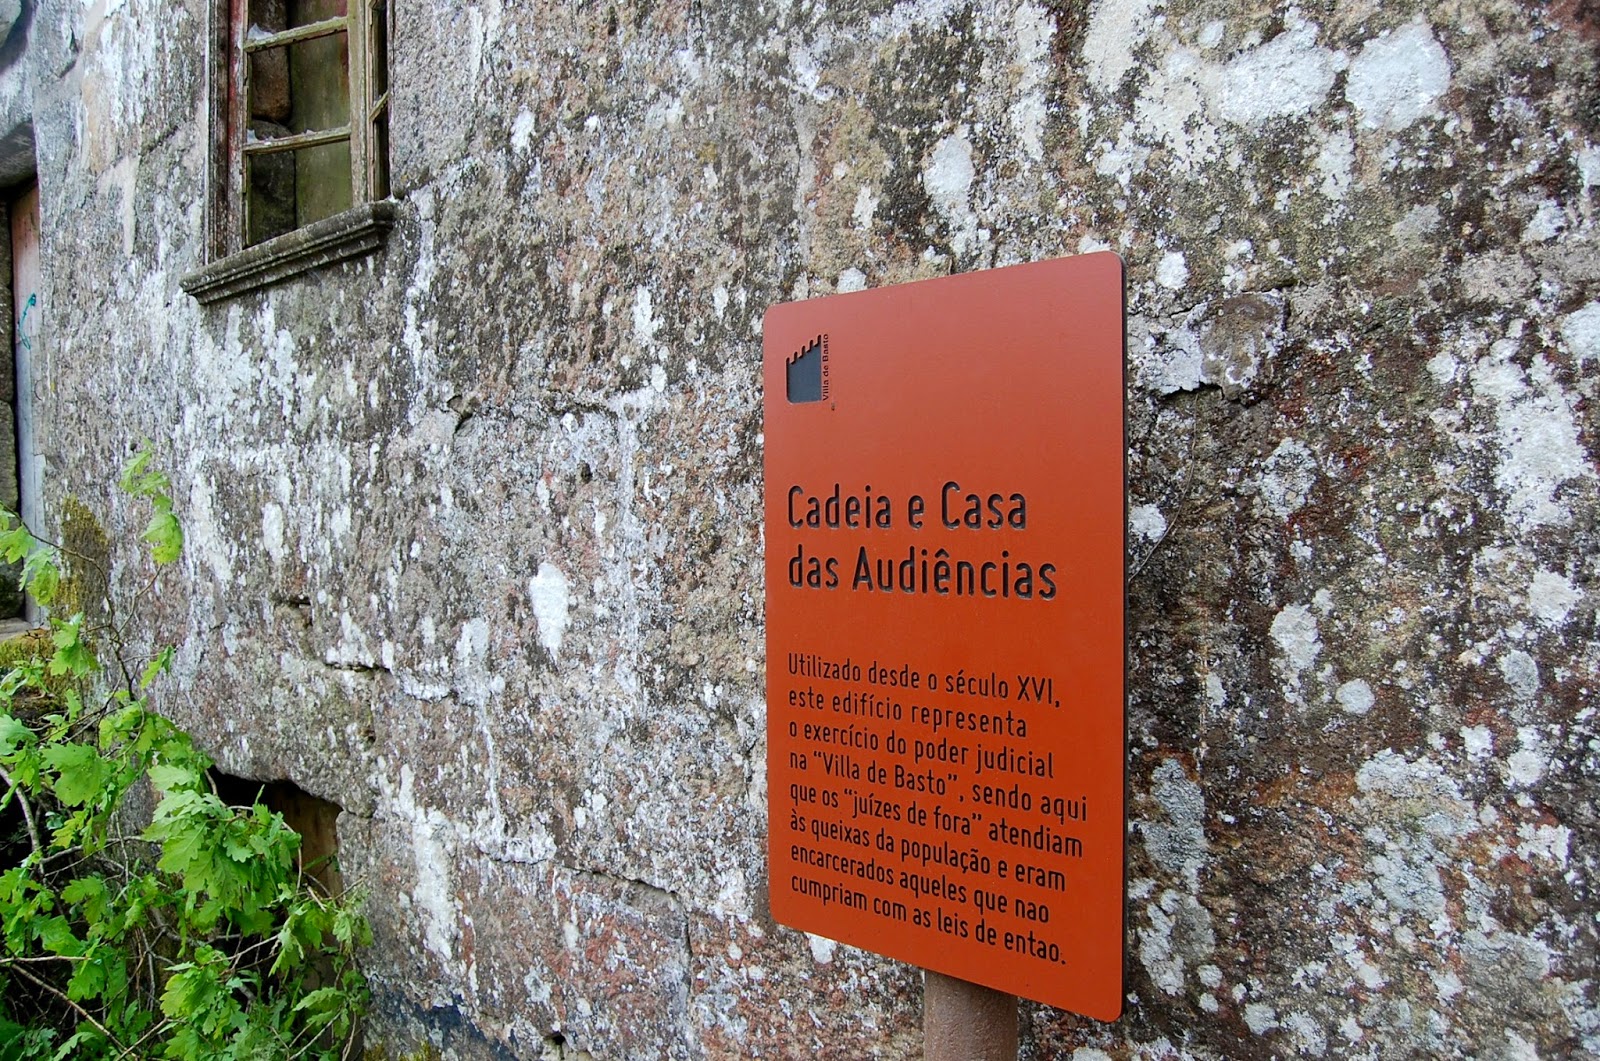 Villa de Basto
Cadeia e Casa
das Audiências
Utilizado desde o século XVI,
este edifício representa
o exercício do poder judicial
na “Villa de Basto”, sendo aqui
que os “juízes de fora” atendiam
às queixas da população e eram
encarcerados aqueles que nao
cumpriam com as leis de entao.